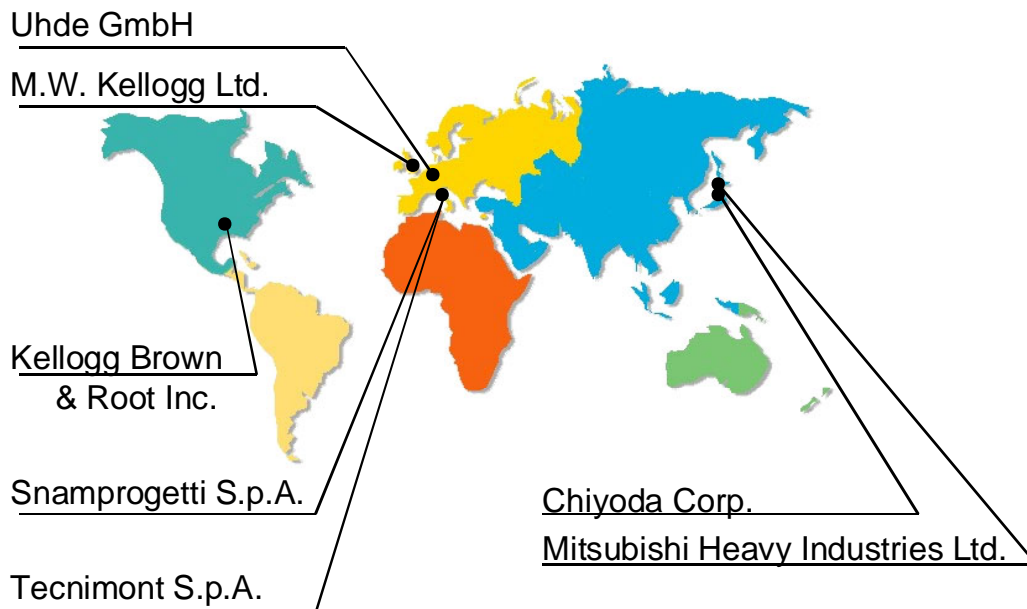 Uhde GmbH
M.W. Kellogg Ltd.
Kellogg Brown
& Root Inc.
Snamprogetti S.p.A.
Chiyoda Corp.
Mitsubishi Heavy Industries Ltd.
Tecnimont S.p.A.